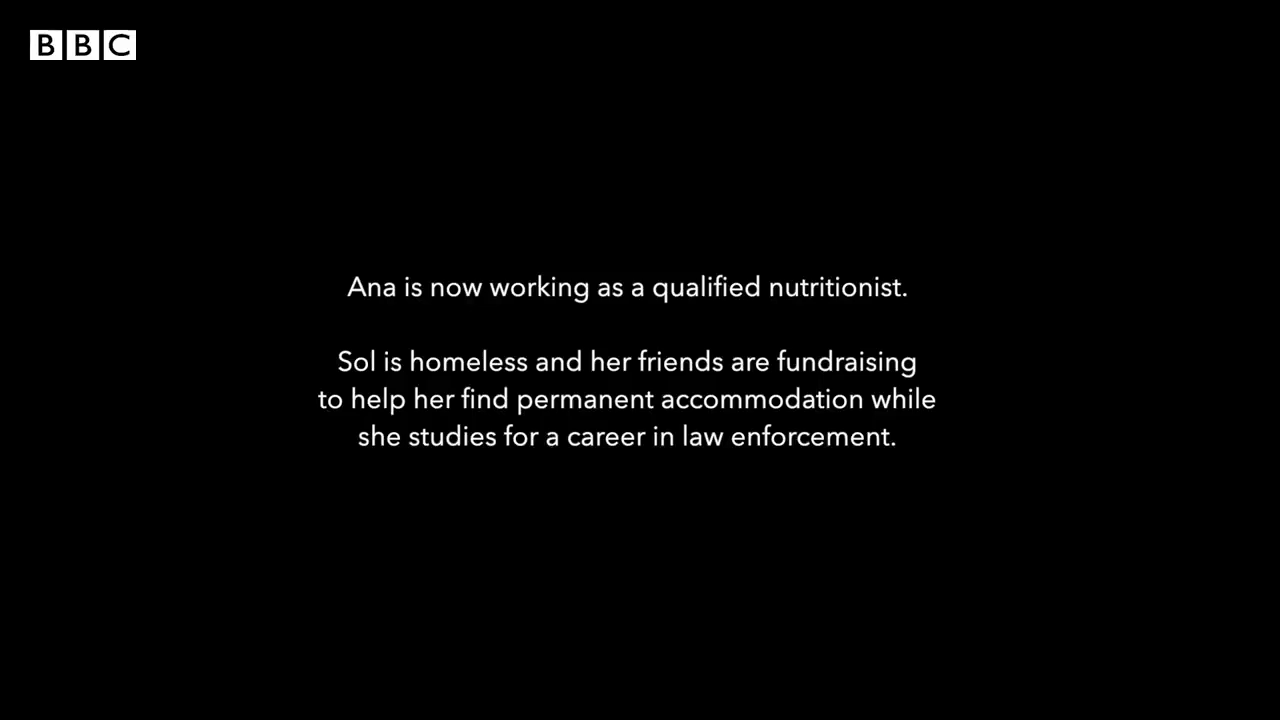 BBC
Ana is now working as a qualified nutritionist.
Sol is homeless and her friends are fundraising
to help her find permanent accommodation while
she studies for a career in law enforcement.